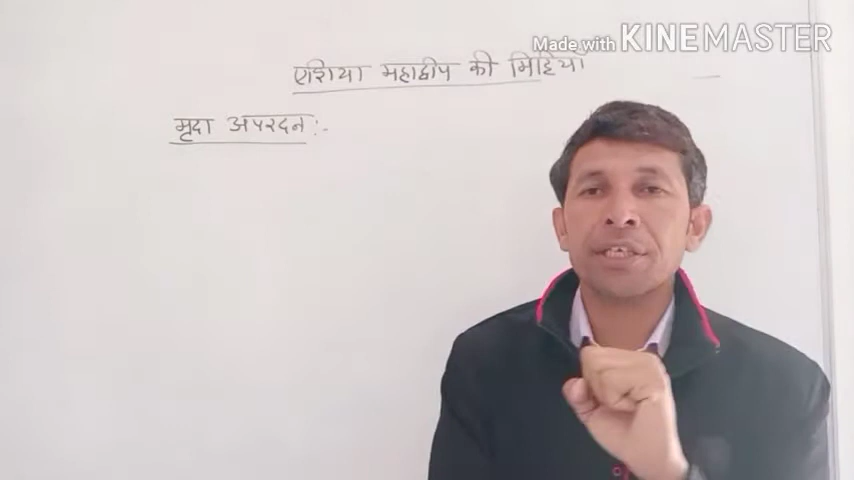 Made with KINEMASTER
एशिया महाद्वीप की मिट्टियाँ
मृदा अपरदन :-